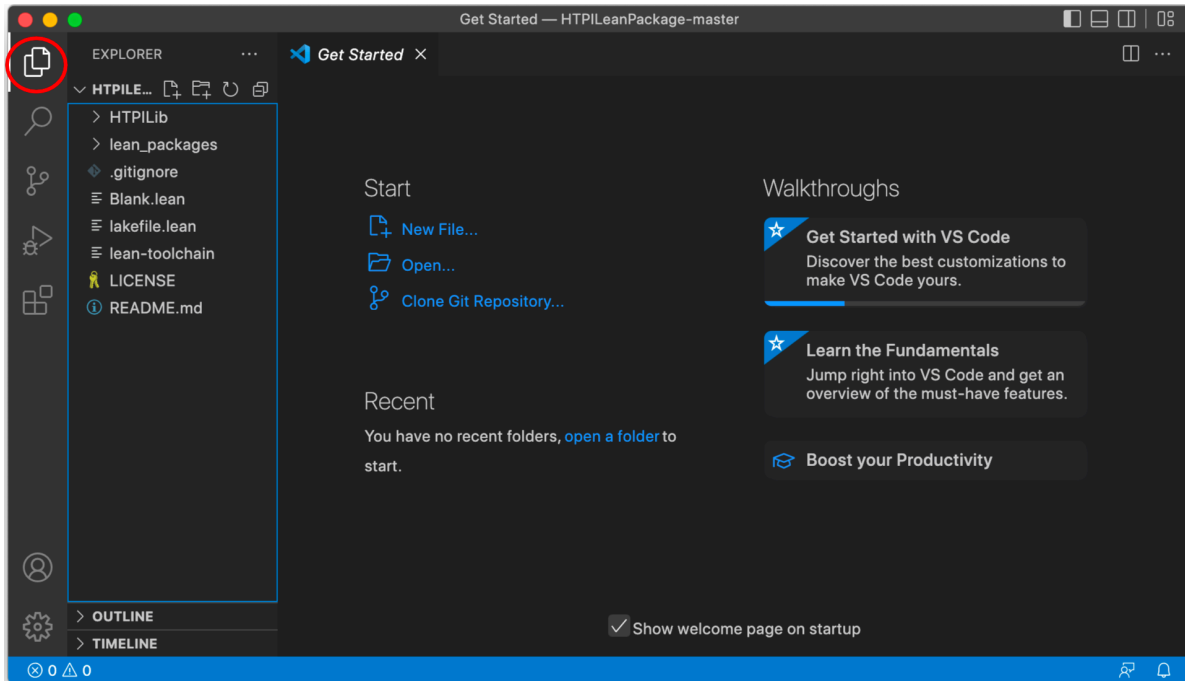 Get Started — HTPILeanPackage-master
EXPLORER
Get Started
HTPILE...
HTPILib
lean_packages
.gitignore
Blank.lean
lakefile.lean
lean-toolchain
LICENSE
README.md
OUTLINE
TIMELINE
Start
New File...
Open...
Clone Git Repository...
Recent
You have no recent folders, open a folder to
start.
Walkthroughs
Get Started with VS Code
Discover the best customizations to
make VS Code yours.
Learn the Fundamentals
Jump right into VS Code and get an
overview of the must-have features.
Boost your Productivity
Show welcome page on startup
0 0